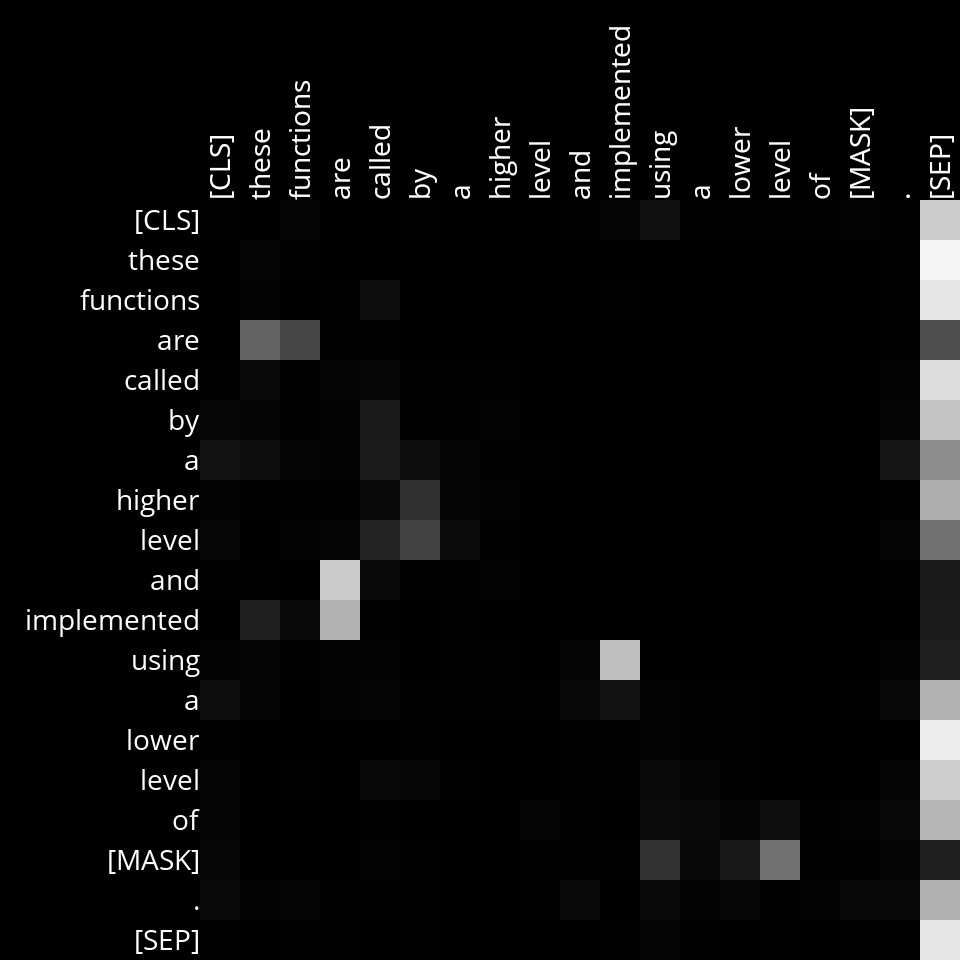 [CLS] these functions are called by a higher level and implemented using a lower level of [MASK] . [SEP]
[CLS]
these
functions
are
called
by
a
higher
level
and
implemented
using
a
lower
level
of
[MASK]
.
[SEP]